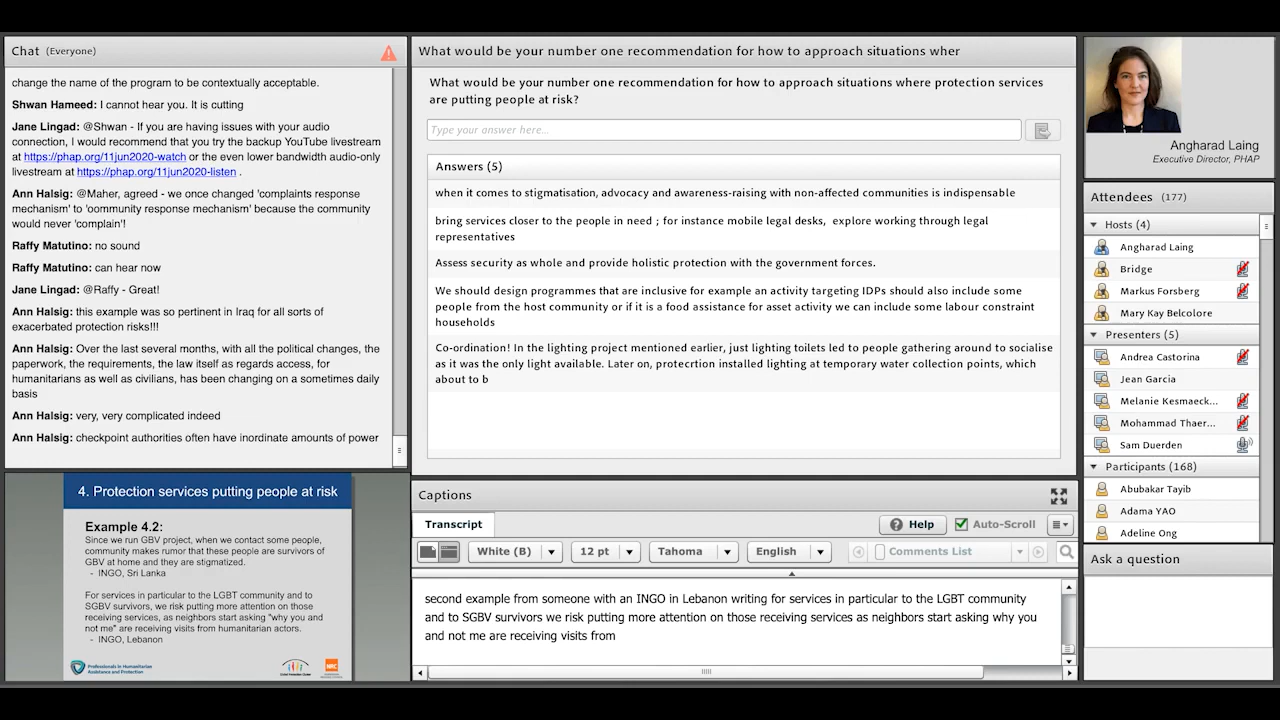 Chat (Everyone)
change the name of the program to be contextually acceptable.
Shwan Hameed: I cannot hear you. It is cutting
Jane Lingad: @Shwan - If you are having issues with your audio
connection, I would recommend that you try the backup YouTube livestream
at https://phap.org/11jun2020-watch or the even lower bandwidth audio-only
livestream at https://phap.org/11jun2020-listen .
Ann Halsig: @Maher, agreed - we once changed 'complaints response
mechanism' to 'oommunity response mechanism' because the community
would never 'complain'!
Raffy Matutino: no sound
Raffy Matutino: can hear now
Jane Lingad: @Raffy - Great!
Ann Halsig: this example was so pertinent in Iraq for all sorts of
exacerbated protection risks!!!
Ann Halsig: Over the last several months, with all the political changes, the
paperwork, the requirements, the law itself as regards access, for
humanitarians as well as civilians, has been changing on a sometimes daily
basis
Ann Halsig: very, very complicated indeed
Ann Halsig: checkpoint authorities often have inordinate amounts of power
4. Protection services putting people at risk
Example 4.2:
Since we run GBV project, when we contact some people,
community makes rumor that these people are survivors of
GBV at home and they are stigmatized.
- INGO, Sri Lanka
For services in particular to the LGBT community and to
SGBV survivors, we risk putting more attention on those
receiving services, as neighbors start asking "why you and
not me" are receiving visits from humanitarian actors.
- INGO, Lebanon
Professionals in Humanitarian
Assistance and Protection
NRC
What would be your number one recommendation for how to approach situations wher
What would be your number one recommendation for how to approach situations where protection services
are putting people at risk?
Type your answer here...
Answers (5)
when it comes to stigmatisation, advocacy and awareness-raising with non-affected communities is indispensable
bring services closer to the people in need ; for instance mobile legal desks, explore working through legal
representatives
Assess security as whole and provide holistic protection with the government forces.
We should design programmes that are inclusive for example an activity targeting IDPs should also include some
people from the host community or if it is a food assistance for asset activity we can include some labour constraint
households
Co-ordination! In the lighting project mentioned earlier, just lighting toilets led to people gathering around to socialise
as it was the only light available. Later on, protecrtion installed lighting at temporary water collection points, which
about to b
Captions
Transcript
Help
Auto-Scroll
White (B)
12 pt
Tahoma
English
Comments List
second example from someone with an INGO in Lebanon writing for services in particular to the LGBT community
and to SGBV survivors we risk putting more attention on those receiving services as neighbors start asking why you
and not me are receiving visits from
Angharad Laing
Executive Director, PHAP
Attendees (177)
Hosts (4)
Angharad Laing
Bridge
Markus Forsberg
Mary Kay Belcolore
Presenters (5)
Andrea Castorina
Jean Garcia
Melanie Kesmaeck...
Mohammad Thaer...
Sam Duerden
Participants (168)
Abubakar Tayib
Adama YAO
Adeline Ong
Ask a question